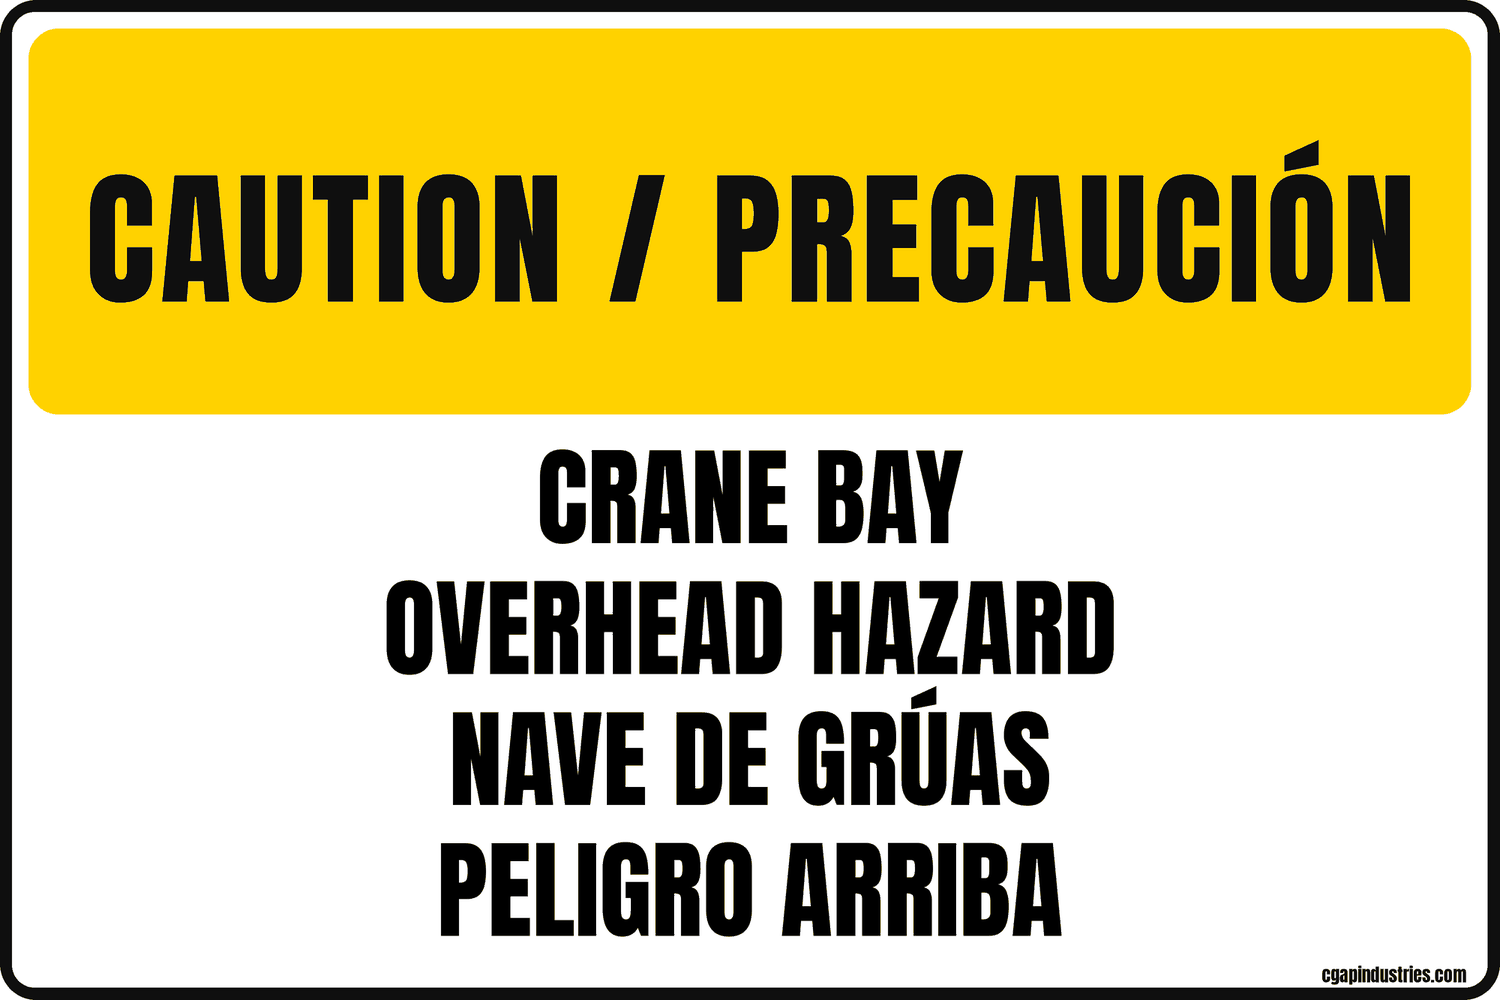 CAUTION / PRECAUCIÓN
CRANE BAY
OVERHEAD HAZARD
NAVE DE GRÚAS
PELIGRO ARRIBA
cgapindustries.com